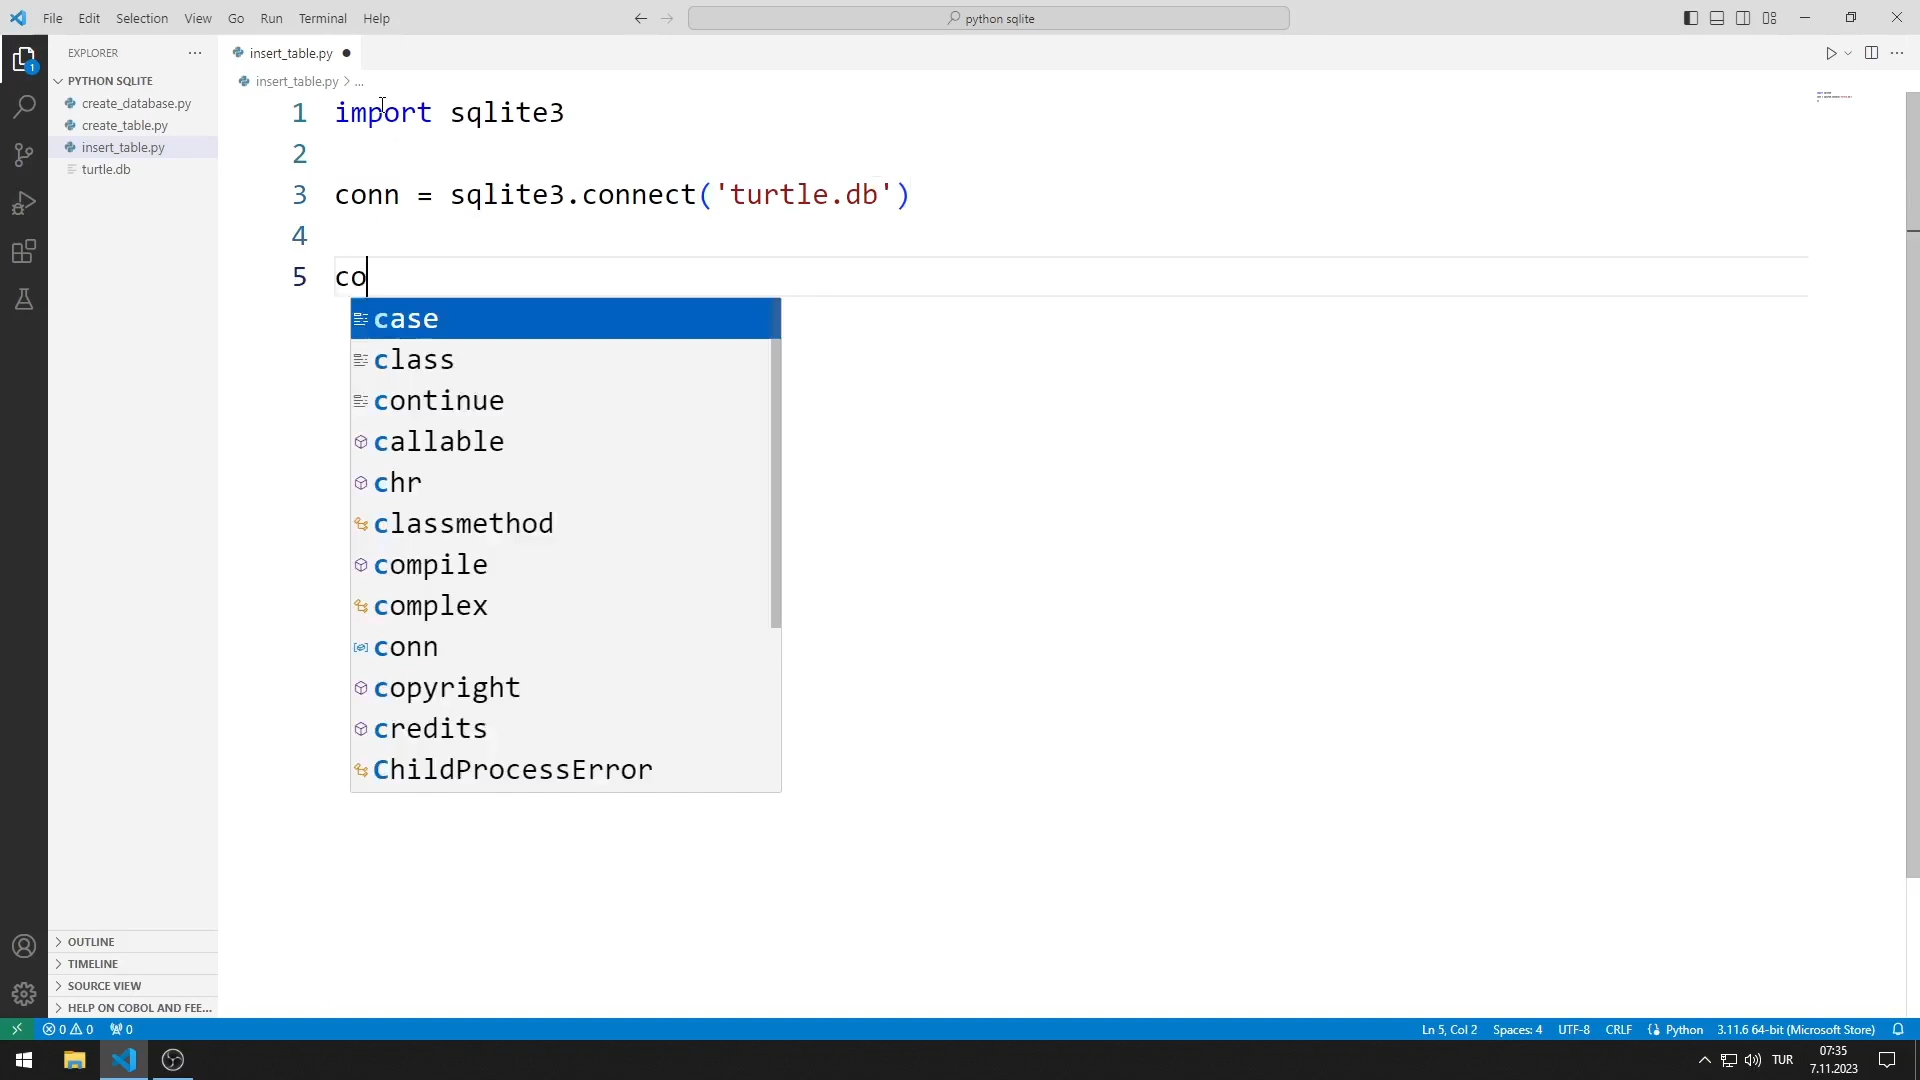 File Edit Selection View Go Run Terminal Help
python sqlite
EXPLORER
PYTHON SQLITE
create_database.py
create_table.py
insert_table.py
turtle.db
OUTLINE
TIMELINE
SOURCE VIEW
HELP ON COBOL AND FEE...
insert_table.py
insert_table.py > ...
1 import sqlite3
2
3 conn = sqlite3.connect('turtle.db')
4
5 co
case
class
continue
callable
chr
classmethod
compile
complex
conn
copyright
credits
ChildProcessError
1
0 0 0
Ln 5, Col 2 Spaces: 4 UTF-8 CRLF Python 3.11.6 64-bit (Microsoft Store)
TUR
07:35
7.11.2023